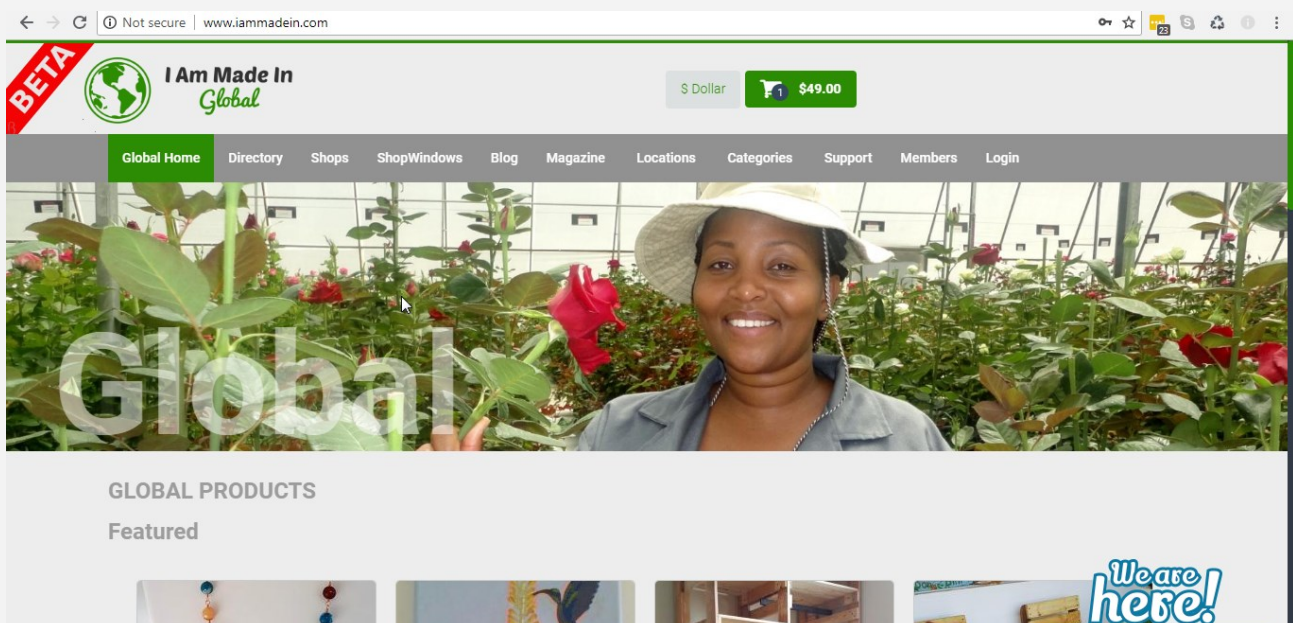 Not secure www.iammadein.com
23
BETA
I Am Made In
Global
$ Dollar
1 $49.00
Global Home Directory Shops ShopWindows Blog Magazine Locations Categories Support Members Login
Global
GLOBAL PRODUCTS
Featured
We are
here!